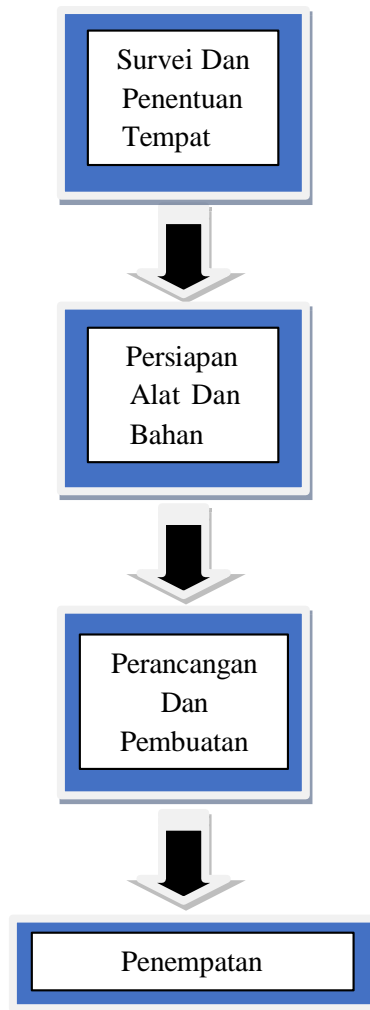 Survei Dan
Penentuan
Tempat
Persiapan
Alat Dan
Bahan
Perancangan
Dan
Pembuatan
Penempatan